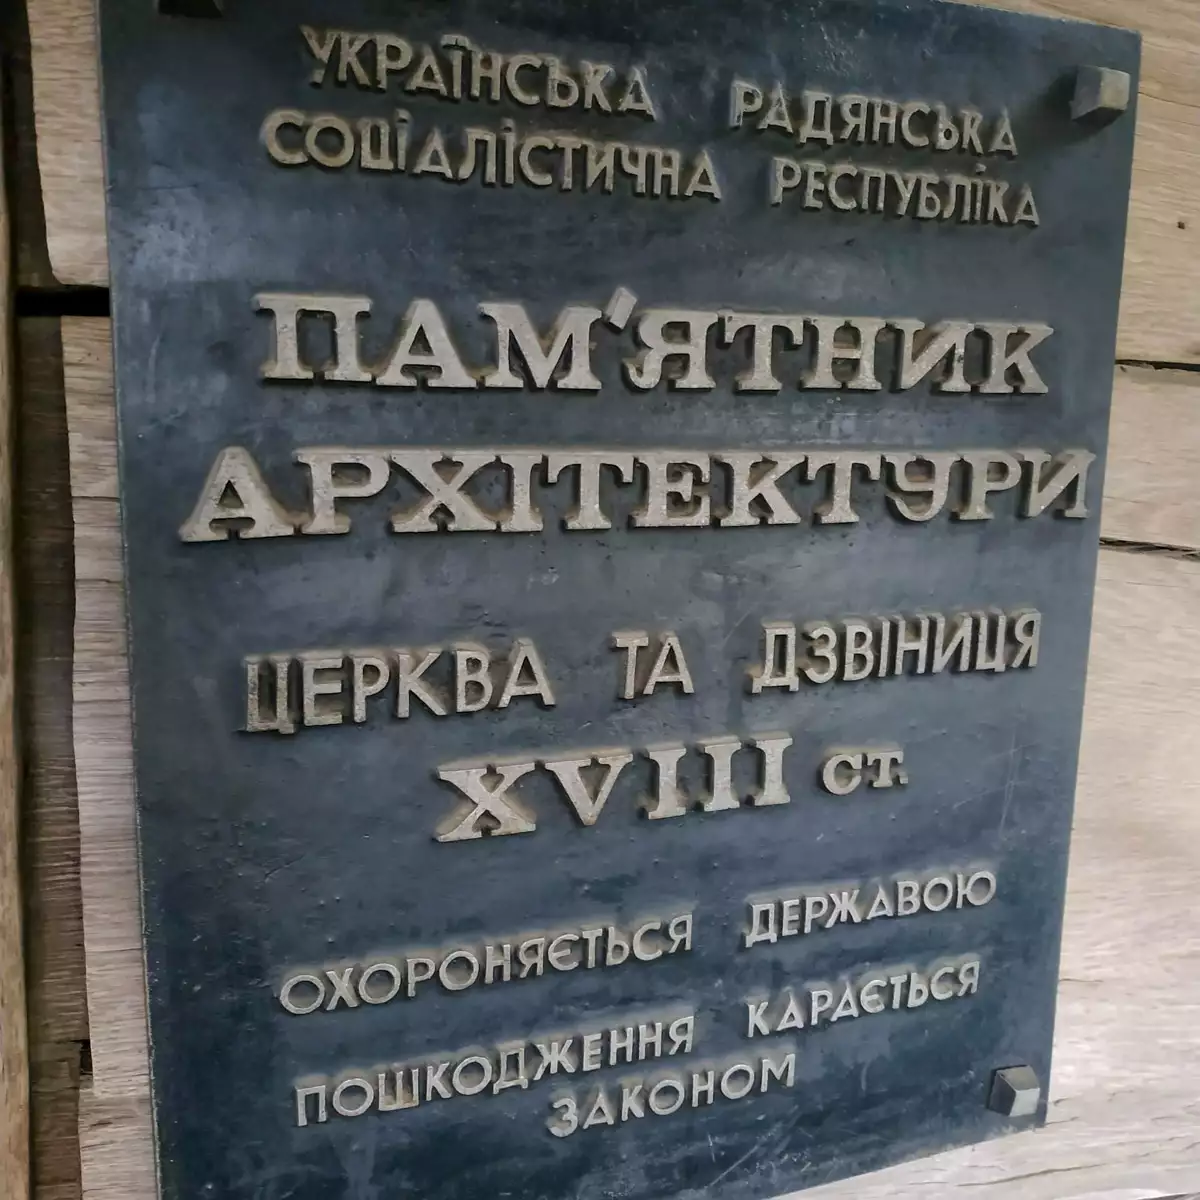 УКРАЇНСЬКА РАДЯНСЬКА
СОЦІАЛІСТИЧНА РЕСПУБЛІКА
ПАМ'ЯТНИК
АРХІТЕКТУРИ
ЦЕРКВА ТА ДЗВІНИЦЯ
XVIII СТ.
ОХОРОНЯЄТЬСЯ ДЕРЖАВОЮ
ПОШКОДЖЕННЯ КАРАЄТЬСЯ
ЗАКОНОМ